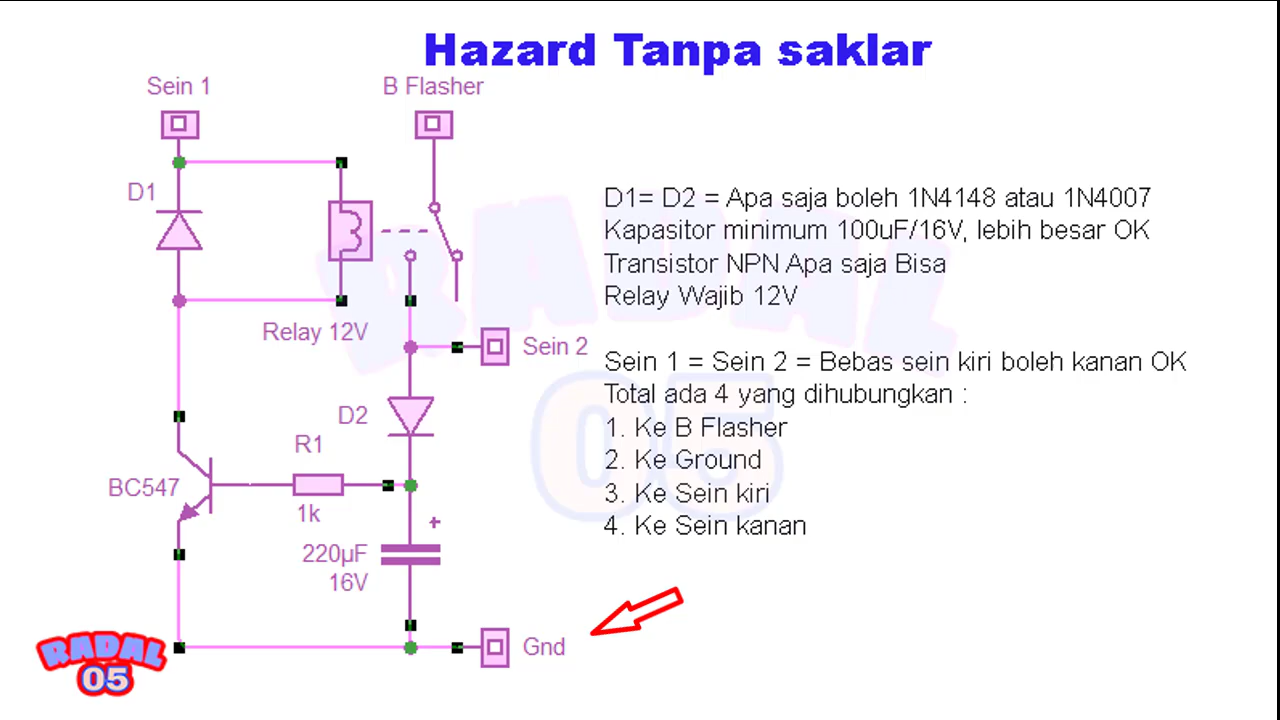 Hazard Tanpa saklar
Sein 1
B Flasher
D1
D1= D2 = Apa saja boleh 1N4148 atau 1N4007
Kapasitor minimum 100uF/16V, lebih besar OK
Transistor NPN Apa saja Bisa
Relay Wajib 12V
Relay 12V
Sein 2
Sein 1 = Sein 2 = Bebas sein kiri boleh kanan OK
Total ada 4 yang dihubungkan :
1. Ke B Flasher
2. Ke Ground
3. Ke Sein kiri
4. Ke Sein kanan
D2
R1
BC547
1k
+
220µF
16V
Gnd
RADAL
05
RADAL
05